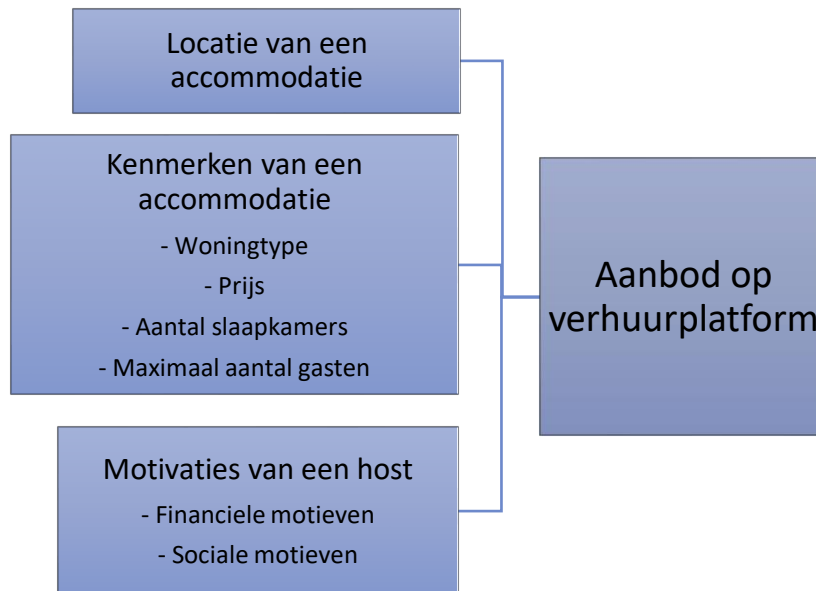 Locatie van een
accommodatie
Kenmerken van een
accommodatie
- Woningtype
- Prijs
- Aantal slaapkamers
- Maximaal aantal gasten
Motivaties van een host
- Financiele motieven
- Sociale motieven
Aanbod op
verhuurplatform